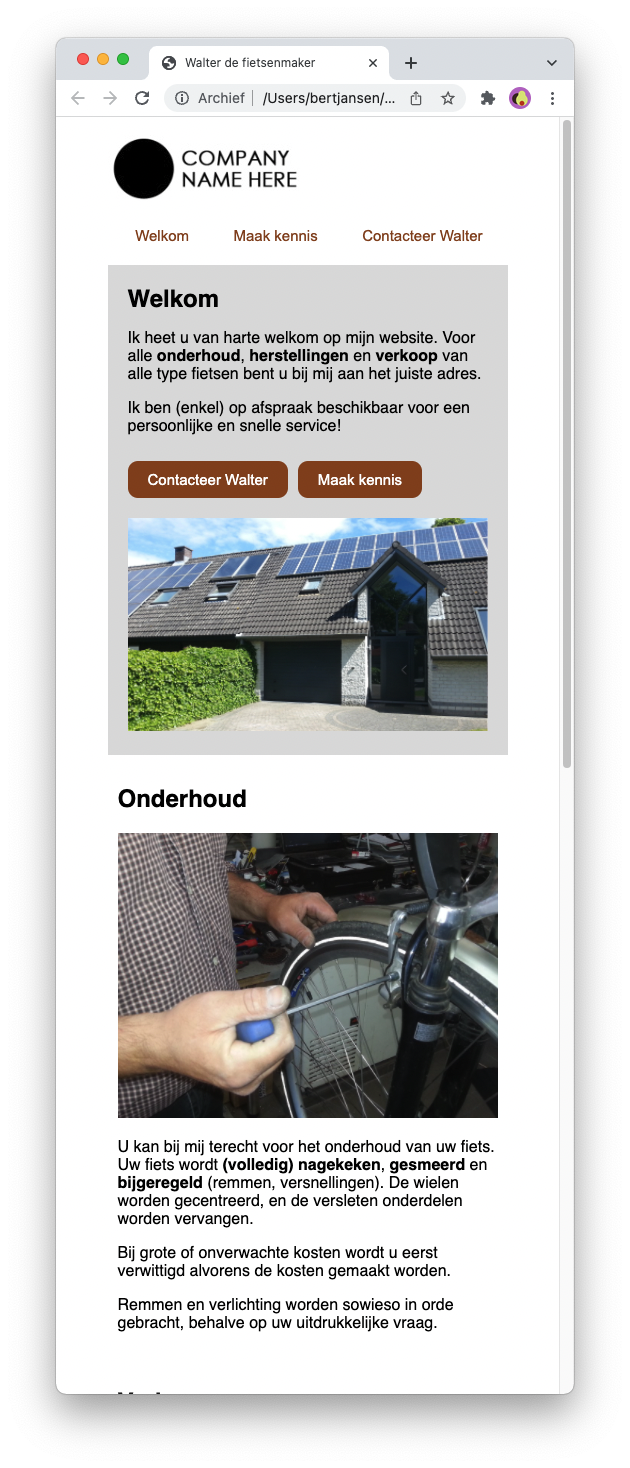 Walter de fietsenmaker
Archief | /Users/bertjansen/...
COMPANY
NAME HERE
Welkom Maak kennis Contacteer Walter
Welkom
Ik heet u van harte welkom op mijn website. Voor
alle onderhoud, herstellingen en verkoop van
alle type fietsen bent u bij mij aan het juiste adres.
Ik ben (enkel) op afspraak beschikbaar voor een
persoonlijke en snelle service!
Contacteer Walter Maak kennis
Onderhoud
U kan bij mij terecht voor het onderhoud van uw fiets.
Uw fiets wordt (volledig) nagekeken, gesmeerd en
bijgeregeld (remmen, versnellingen). De wielen
worden gecentreerd, en de versleten onderdelen
worden vervangen.
Bij grote of onverwachte kosten wordt u eerst
verwittigd alvorens de kosten gemaakt worden.
Remmen en verlichting worden sowieso in orde
gebracht, behalve op uw uitdrukkelijke vraag.